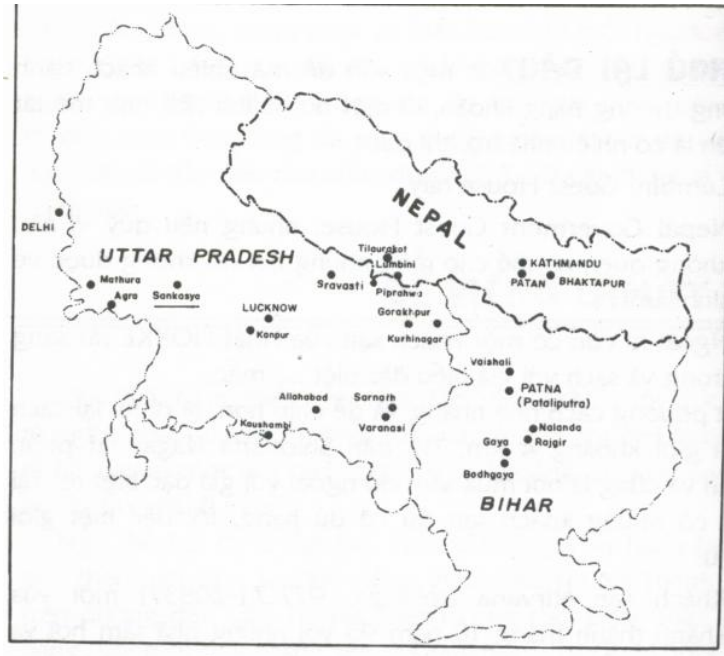 NEPAL
DELHI
UTTAR PRADESH
Tilaurakot
Lumbini
KATHMANDU
PATAN
BHAKTAPUR
Mathura
Agra
Sankasya
Sravasti
Piprahwa
LUCKNOW
Kanpur
Gorakhpur
Kurhinagar
Vaishali
PATNA
(Pataliputra)
Allahabad
Sarnath
Varanasi
Kaushambi
Nalanda
Rajgir
Gaya
Bodhgaya
BIHAR